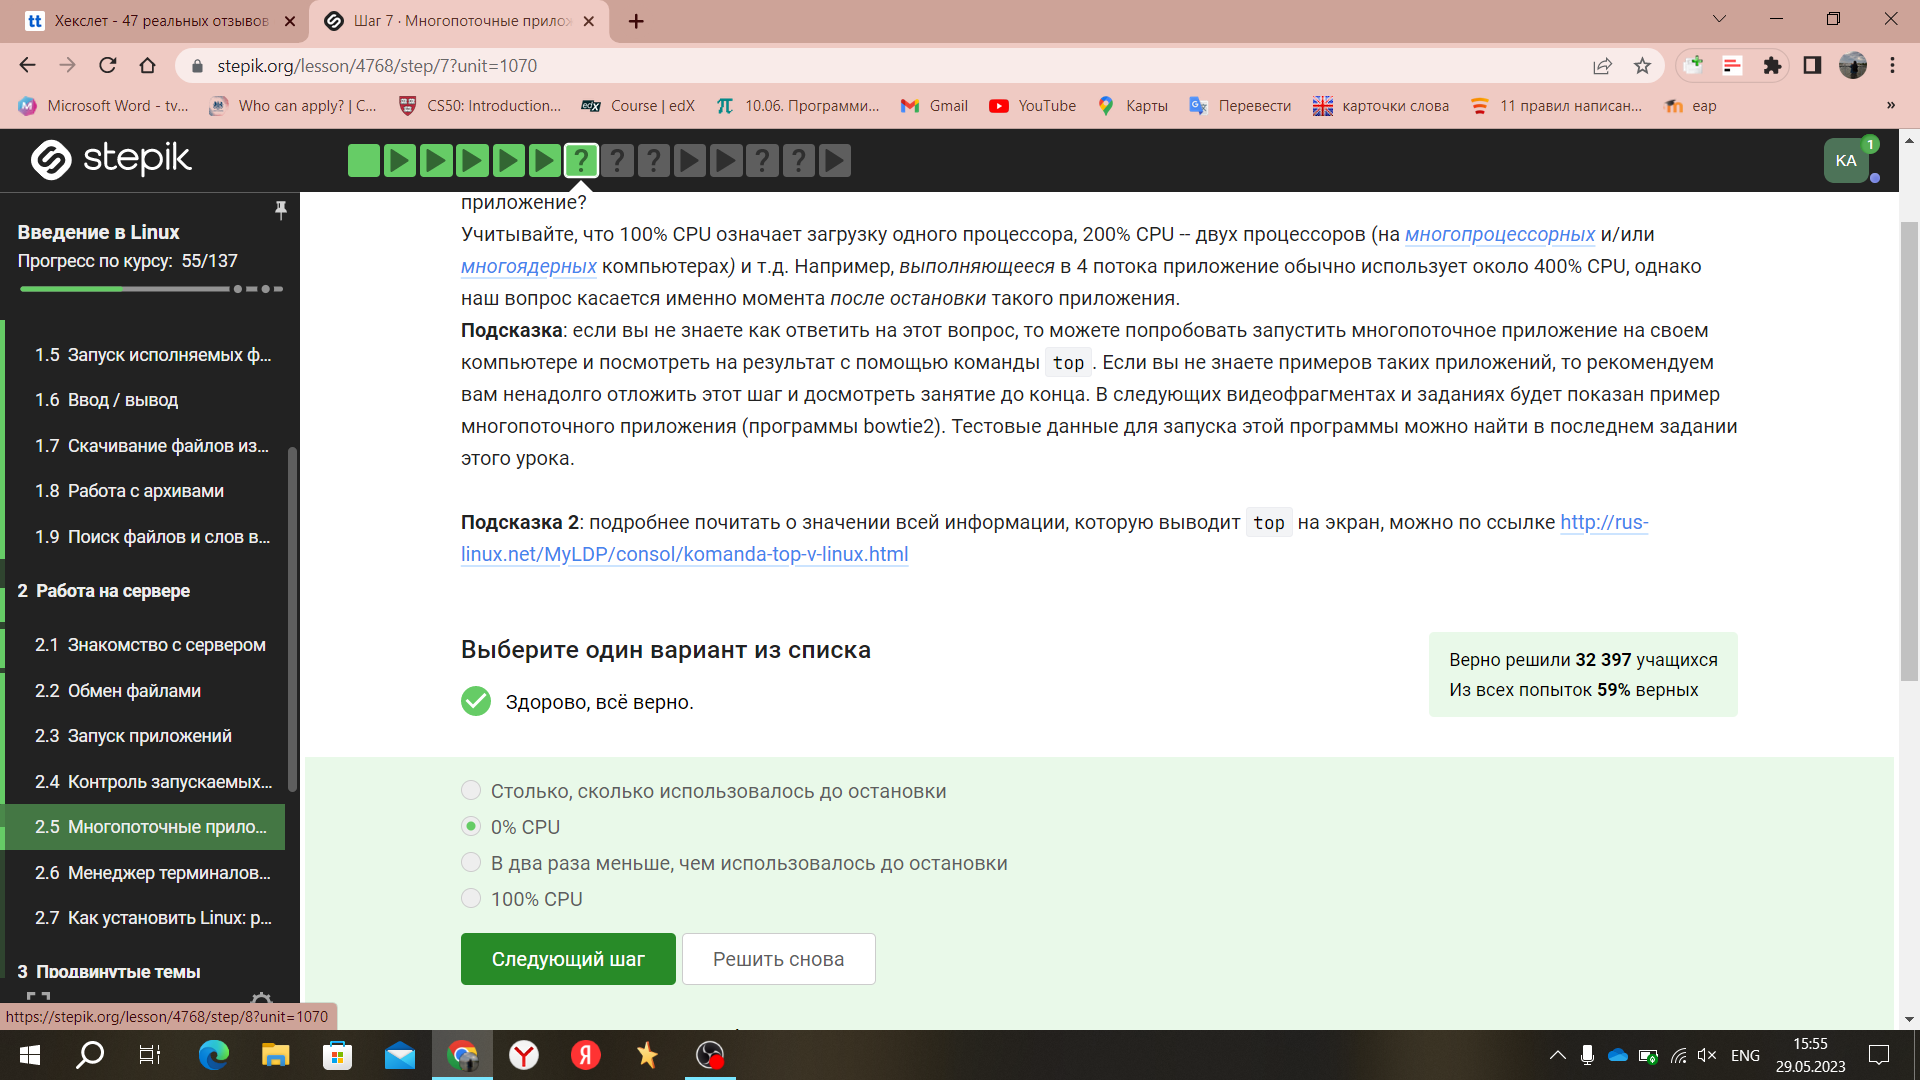 Хекслет - 47 реальных отзывов
Шаг 7 · Многопоточные прилож
stepik.org/lesson/4768/step/7?unit=1070
Microsoft Word - tv...
Who can apply? | C...
CS50: Introduction...
edX
Course | edX
10.06. Программи...
Gmail
YouTube
Карты
Перевести
карточки слова
11 правил написан...
eap
»
stepik
KA
1
Введение в Linux
Прогресс по курсу: 55/137
1.5 Запуск исполняемых ф...
1.6 Ввод / вывод
1.7 Скачивание файлов из...
1.8 Работа с архивами
1.9 Поиск файлов и слов в...
2 Работа на сервере
2.1 Знакомство с сервером
2.2 Обмен файлами
2.3 Запуск приложений
2.4 Контроль запускаемых...
2.5 Многопоточные прило...
2.6 Менеджер терминалов...
2.7 Как установить Linux: р...
3 Продвинутые темы
приложение?
Учитывайте, что 100% CPU означает загрузку одного процессора, 200% CPU -- двух процессоров (на многопроцессорных и/или
многоядерных компьютерах) и т.д. Например, выполняющееся в 4 потока приложение обычно использует около 400% CPU, однако
наш вопрос касается именно момента после остановки такого приложения.
Подсказка: если вы не знаете как ответить на этот вопрос, то можете попробовать запустить многопоточное приложение на своем
компьютере и посмотреть на результат с помощью команды top . Если вы не знаете примеров таких приложений, то рекомендуем
вам ненадолго отложить этот шаг и досмотреть занятие до конца. В следующих видеофрагментах и заданиях будет показан пример
многопоточного приложения (программы bowtie2). Тестовые данные для запуска этой программы можно найти в последнем задании
этого урока.
Подсказка 2: подробнее почитать о значении всей информации, которую выводит top на экран, можно по ссылке http://rus-
linux.net/MyLDP/consol/komanda-top-v-linux.html
Выберите один вариант из списка
Здорово, всё верно.
Верно решили 32 397 учащихся
Из всех попыток 59% верных
Столько, сколько использовалось до остановки
0% CPU
В два раза меньше, чем использовалось до остановки
100% CPU
Следующий шаг
Решить снова
https://stepik.org/lesson/4768/step/8?unit=1070
ENG
15:55
29.05.2023